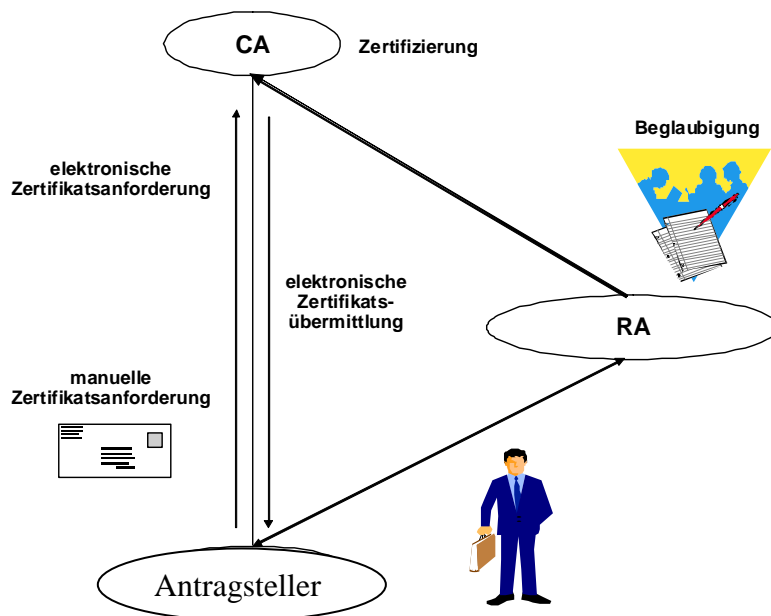 CA
Zertifizierung
Beglaubigung
elektronische
Zertifikatsanforderung
elektronische
Zertifikats-
übermittlung
RA
manuelle
Zertifikatsanforderung
Antragsteller